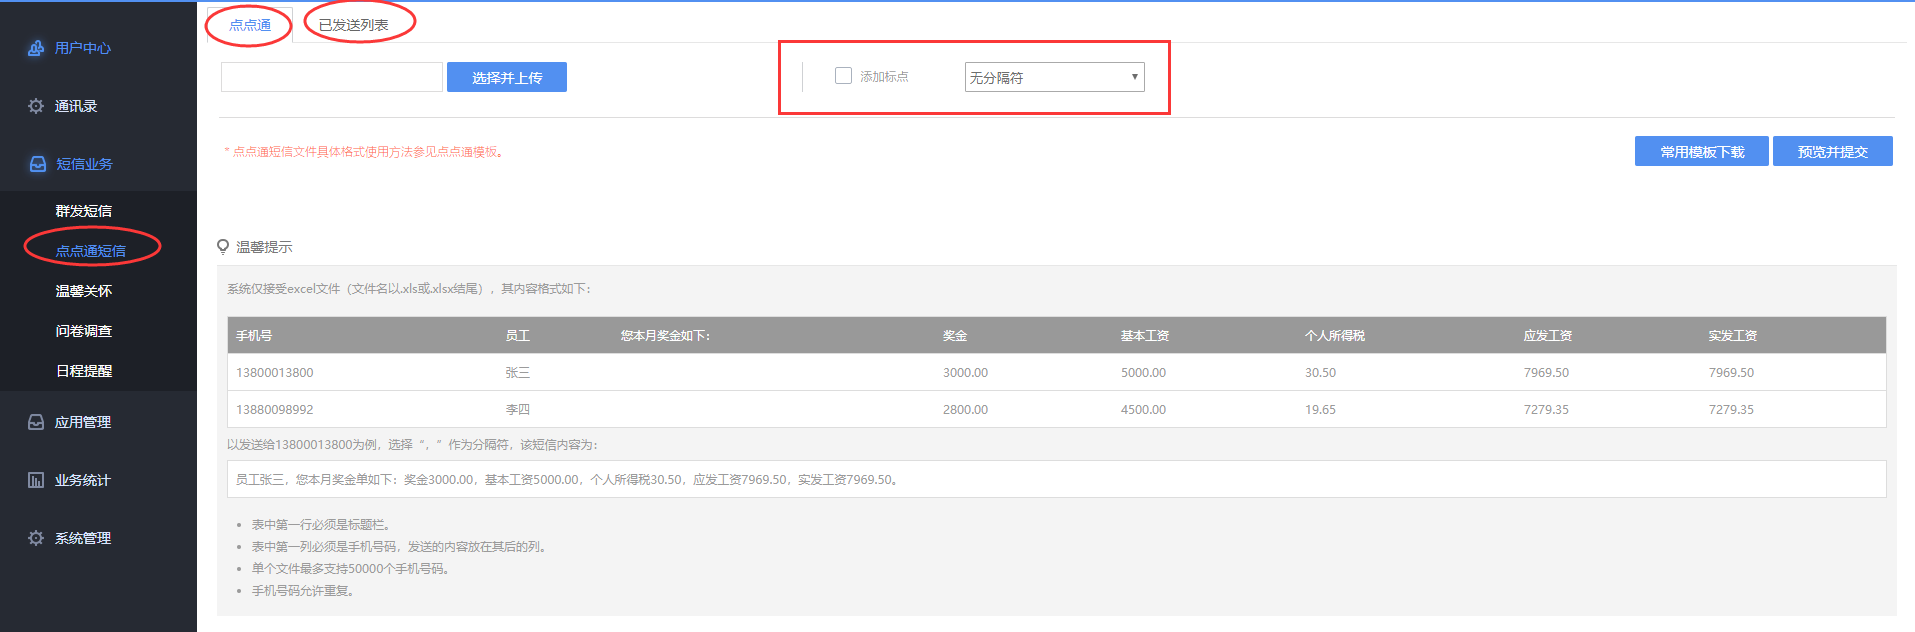 点点通 已发送列表
用户中心
通讯录
短信业务
群发短信
点点通短信
温馨关怀
问卷调查
日程提醒
应用管理
业务统计
系统管理
选择并上传 添加标点 无分隔符
* 点点通短信文件具体格式使用方法参见点点通模板。
常用模板下载 预览并提交
温馨提示
系统仅接受excel文件（文件名以.xls或.xlsx结尾），其内容格式如下：
手机号 员工 您本月奖金如下： 奖金 基本工资 个人所得税 应发工资 实发工资
13800013800 张三 3000.00 5000.00 30.50 7969.50 7969.50
13880098992 李四 2800.00 4500.00 19.65 7279.35 7279.35
以发送给13800013800为例，选择“，”作为分隔符，该短信内容为：
员工张三，您本月奖金单如下：奖金3000.00，基本工资5000.00，个人所得税30.50，应发工资7969.50，实发工资7969.50。
• 表中第一行必须是标题栏。
• 表中第一列必须是手机号码，发送的内容放在其后的列。
• 单个文件最多支持50000个手机号码。
• 手机号码允许重复。